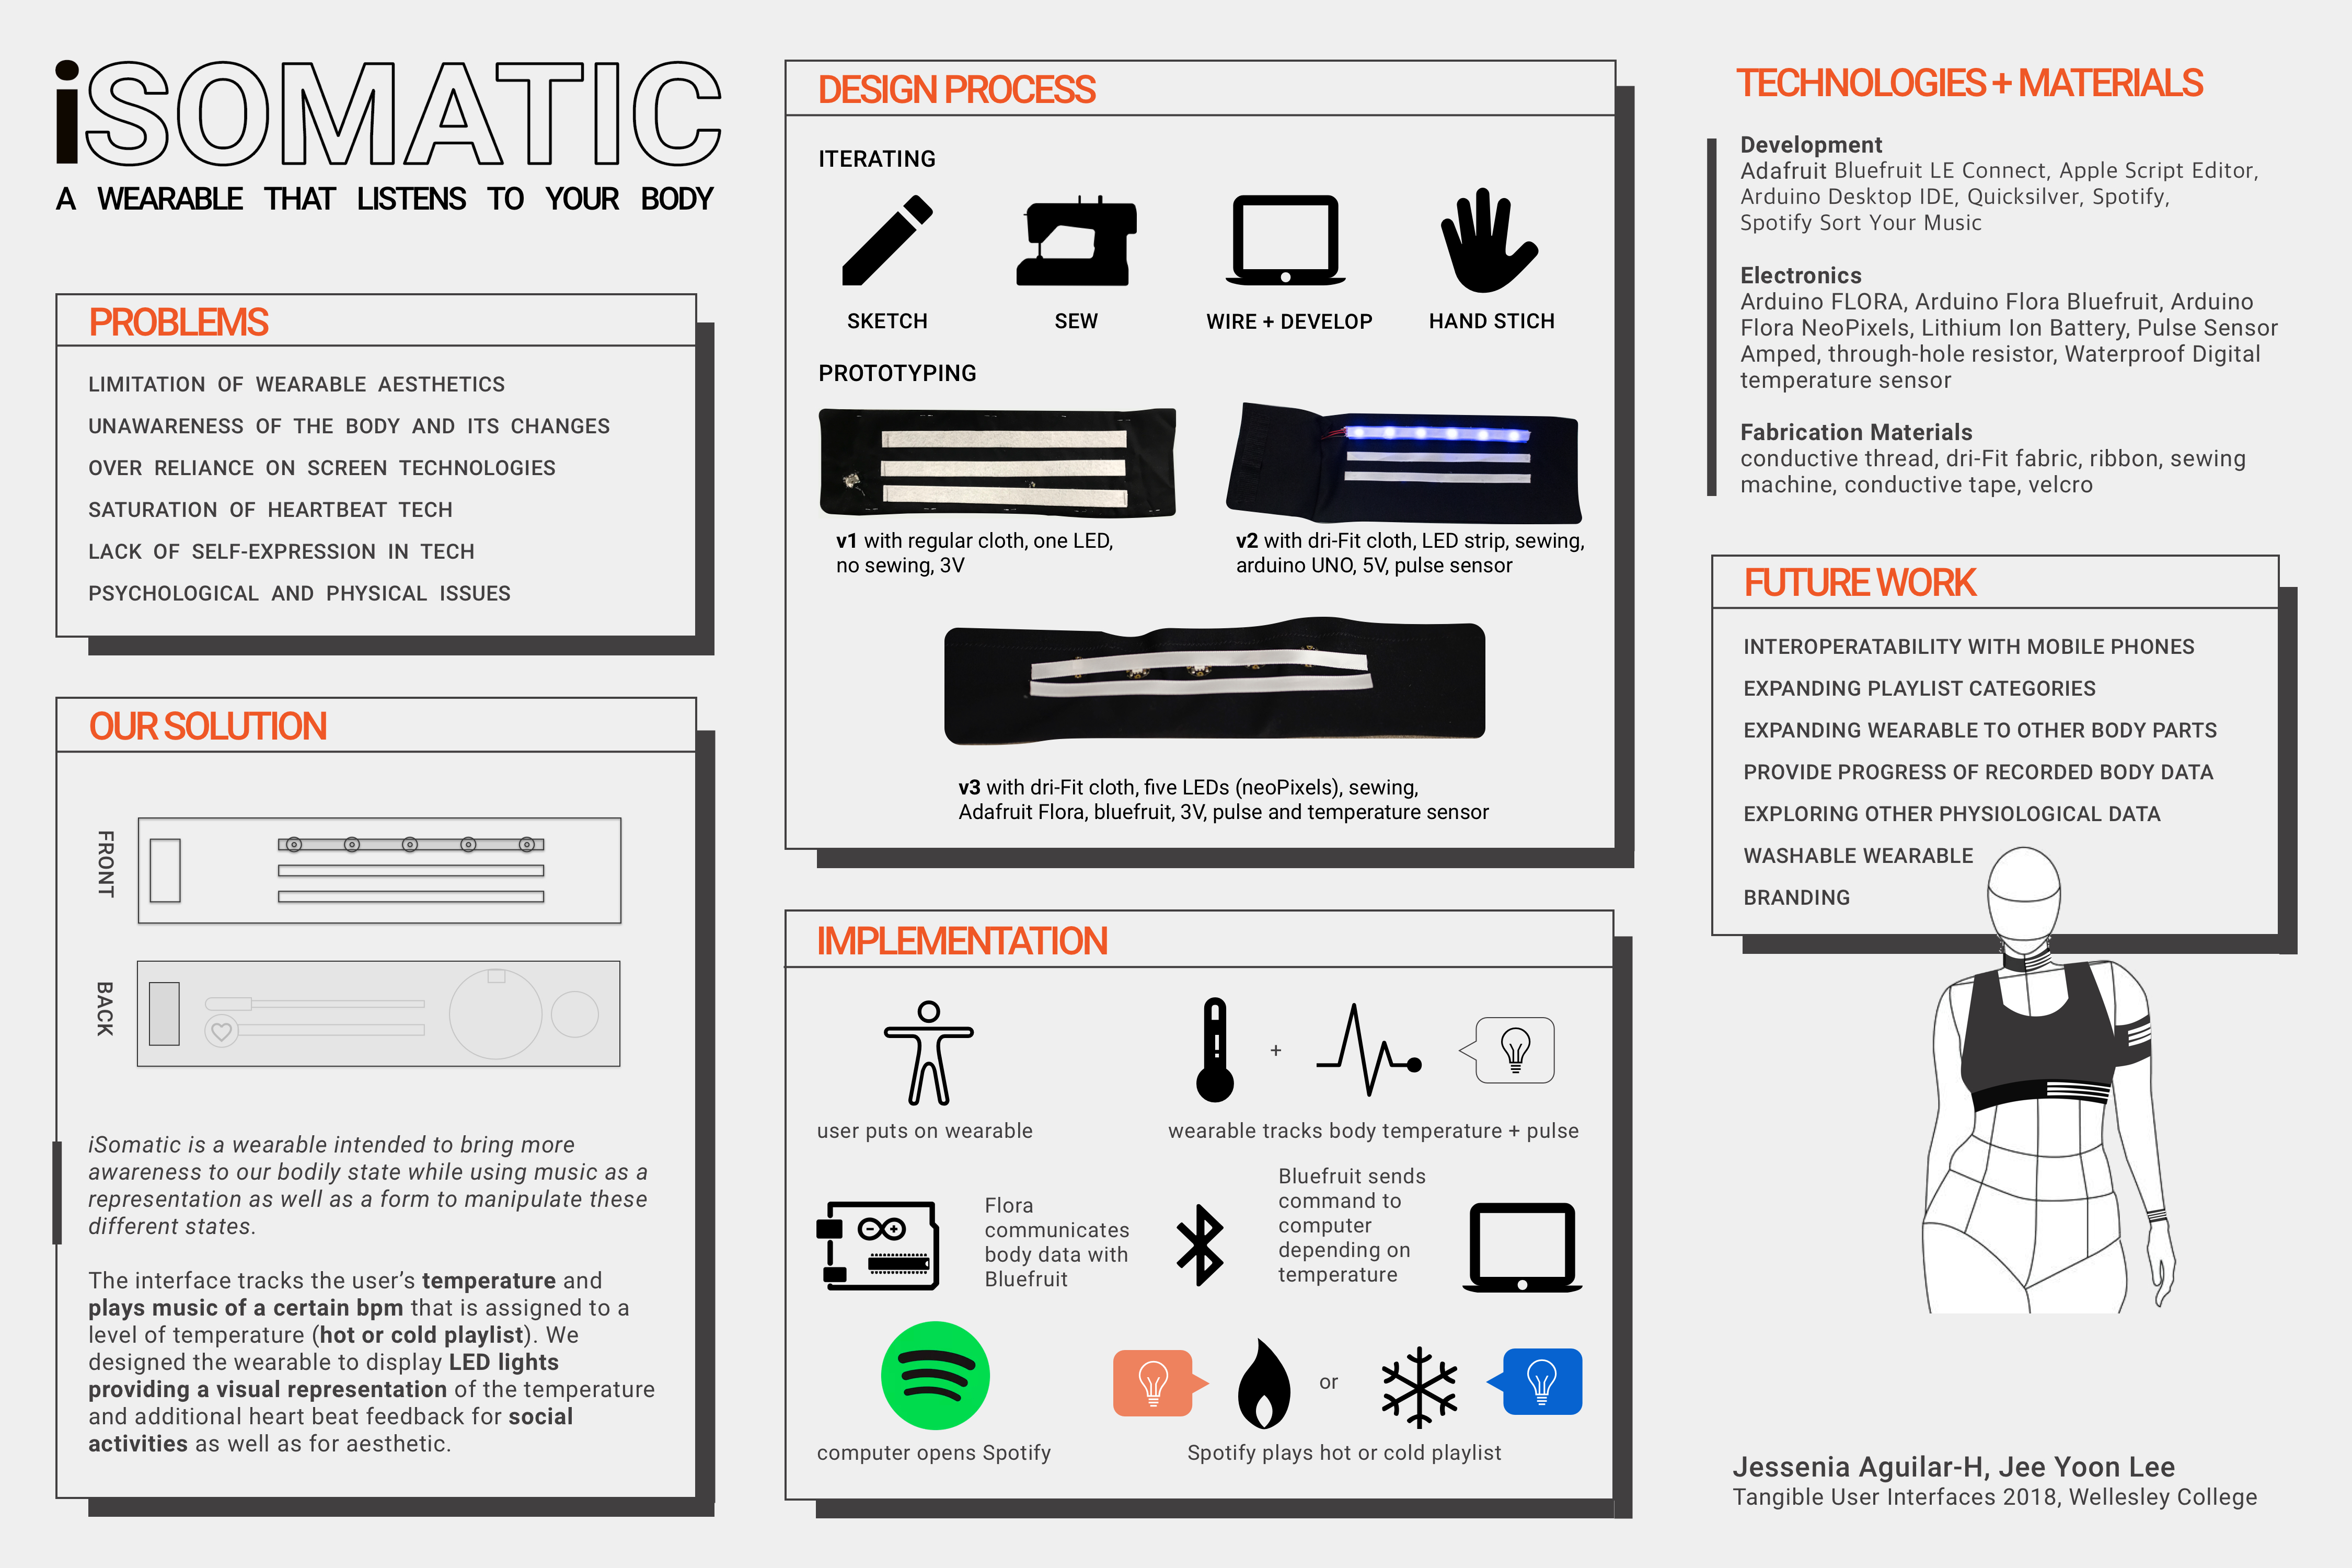 iSOMATIC
A WEARABLE THAT LISTENS TO YOUR BODY
PROBLEMS
LIMITATION OF WEARABLE AESTHETICS
UNAWARENESS OF THE BODY AND ITS CHANGES
OVER RELIANCE ON SCREEN TECHNOLOGIES
SATURATION OF HEARTBEAT TECH
LACK OF SELF-EXPRESSION IN TECH
PSYCHOLOGICAL AND PHYSICAL ISSUES
OUR SOLUTION
FRONT
BACK
iSomatic is a wearable intended to bring more
awareness to our bodily state while using music as a
representation as well as a form to manipulate these
different states.
The interface tracks the user’s temperature and
plays music of a certain bpm that is assigned to a
level of temperature (hot or cold playlist). We
designed the wearable to display LED lights
providing a visual representation of the temperature
and additional heart beat feedback for social
activities as well as for aesthetic.
DESIGN PROCESS
ITERATING
SKETCH
SEW
WIRE + DEVELOP
HAND STICH
PROTOTYPING
v1 with regular cloth, one LED,
no sewing, 3V
v2 with dri-Fit cloth, LED strip, sewing,
arduino UNO, 5V, pulse sensor
v3 with dri-Fit cloth, five LEDs (neoPixels), sewing,
Adafruit Flora, bluefruit, 3V, pulse and temperature sensor
IMPLEMENTATION
+
user puts on wearable
wearable tracks body temperature + pulse
Flora
communicates
body data with
Bluefruit
Bluefruit sends
command to
computer
depending on
temperature
or
computer opens Spotify
Spotify plays hot or cold playlist
TECHNOLOGIES + MATERIALS
Development
Adafruit Bluefruit LE Connect, Apple Script Editor,
Arduino Desktop IDE, Quicksilver, Spotify,
Spotify Sort Your Music
Electronics
Arduino FLORA, Arduino Flora Bluefruit, Arduino
Flora NeoPixels, Lithium Ion Battery, Pulse Sensor
Amped, through-hole resistor, Waterproof Digital
temperature sensor
Fabrication Materials
conductive thread, dri-Fit fabric, ribbon, sewing
machine, conductive tape, velcro
FUTURE WORK
INTEROPERATABILITY WITH MOBILE PHONES
EXPANDING PLAYLIST CATEGORIES
EXPANDING WEARABLE TO OTHER BODY PARTS
PROVIDE PROGRESS OF RECORDED BODY DATA
EXPLORING OTHER PHYSIOLOGICAL DATA
WASHABLE WEARABLE
BRANDING
Jessenia Aguilar-H, Jee Yoon Lee
Tangible User Interfaces 2018, Wellesley College